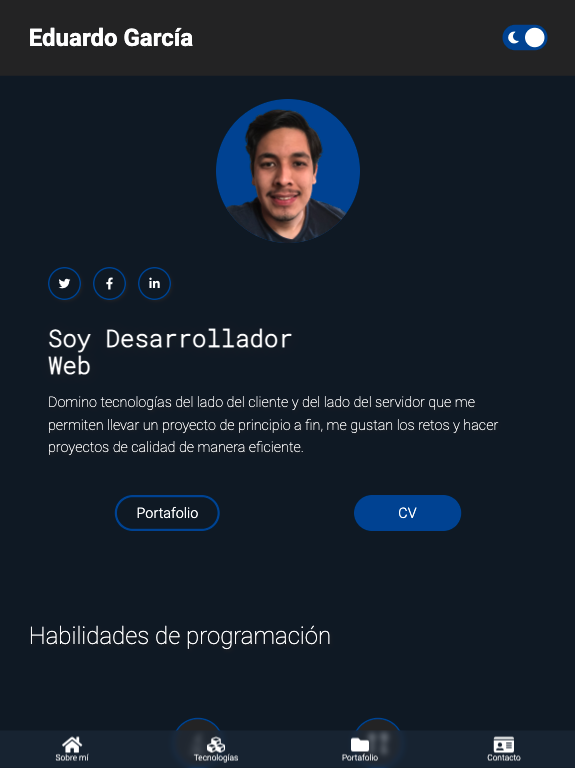 Eduardo García
Soy Desarrollador
Web
Domino tecnologías del lado del cliente y del lado del servidor que me
permiten llevar un proyecto de principio a fin, me gustan los retos y hacer
proyectos de calidad de manera eficiente.
Portafolio
CV
Habilidades de programación
Sobre mí
Tecnologías
Portafolio
Contacto